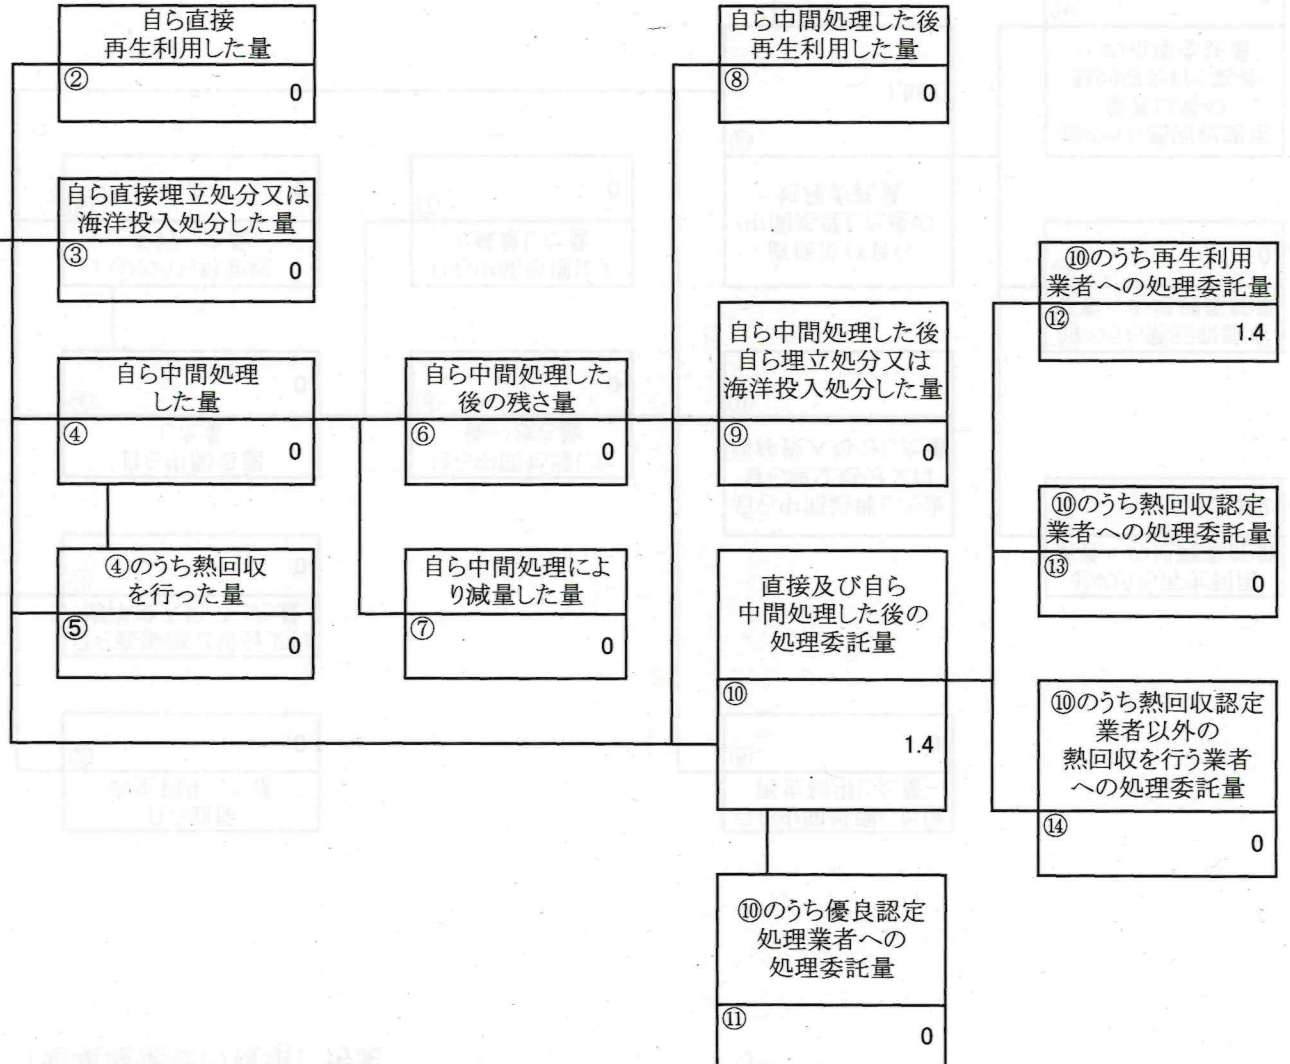 自ら直接
再生利用した量
②
0
自ら直接埋立処分又は
海洋投入処分した量
③
0
自ら中間処理
した量
④
0
④のうち熱回収
を行った量
⑤
0
自ら中間処理した
後の残さ量
⑥
0
自ら中間処理によ
り減量した量
⑦
0
自ら中間処理した後
再生利用した量
⑧
0
自ら中間処理した後
自ら埋立処分又は
海洋投入処分した量
⑨
0
直接及び自ら
中間処理した後の
処理委託量
⑩
1.4
⑩のうち優良認定
処理業者への
処理委託量
⑪
0
⑩のうち再生利用
業者への処理委託量
⑫
1.4
⑩のうち熱回収認定
業者への処理委託量
⑬
0
⑩のうち熱回収認定
業者以外の
熱回収を行う業者
への処理委託量
⑭
0